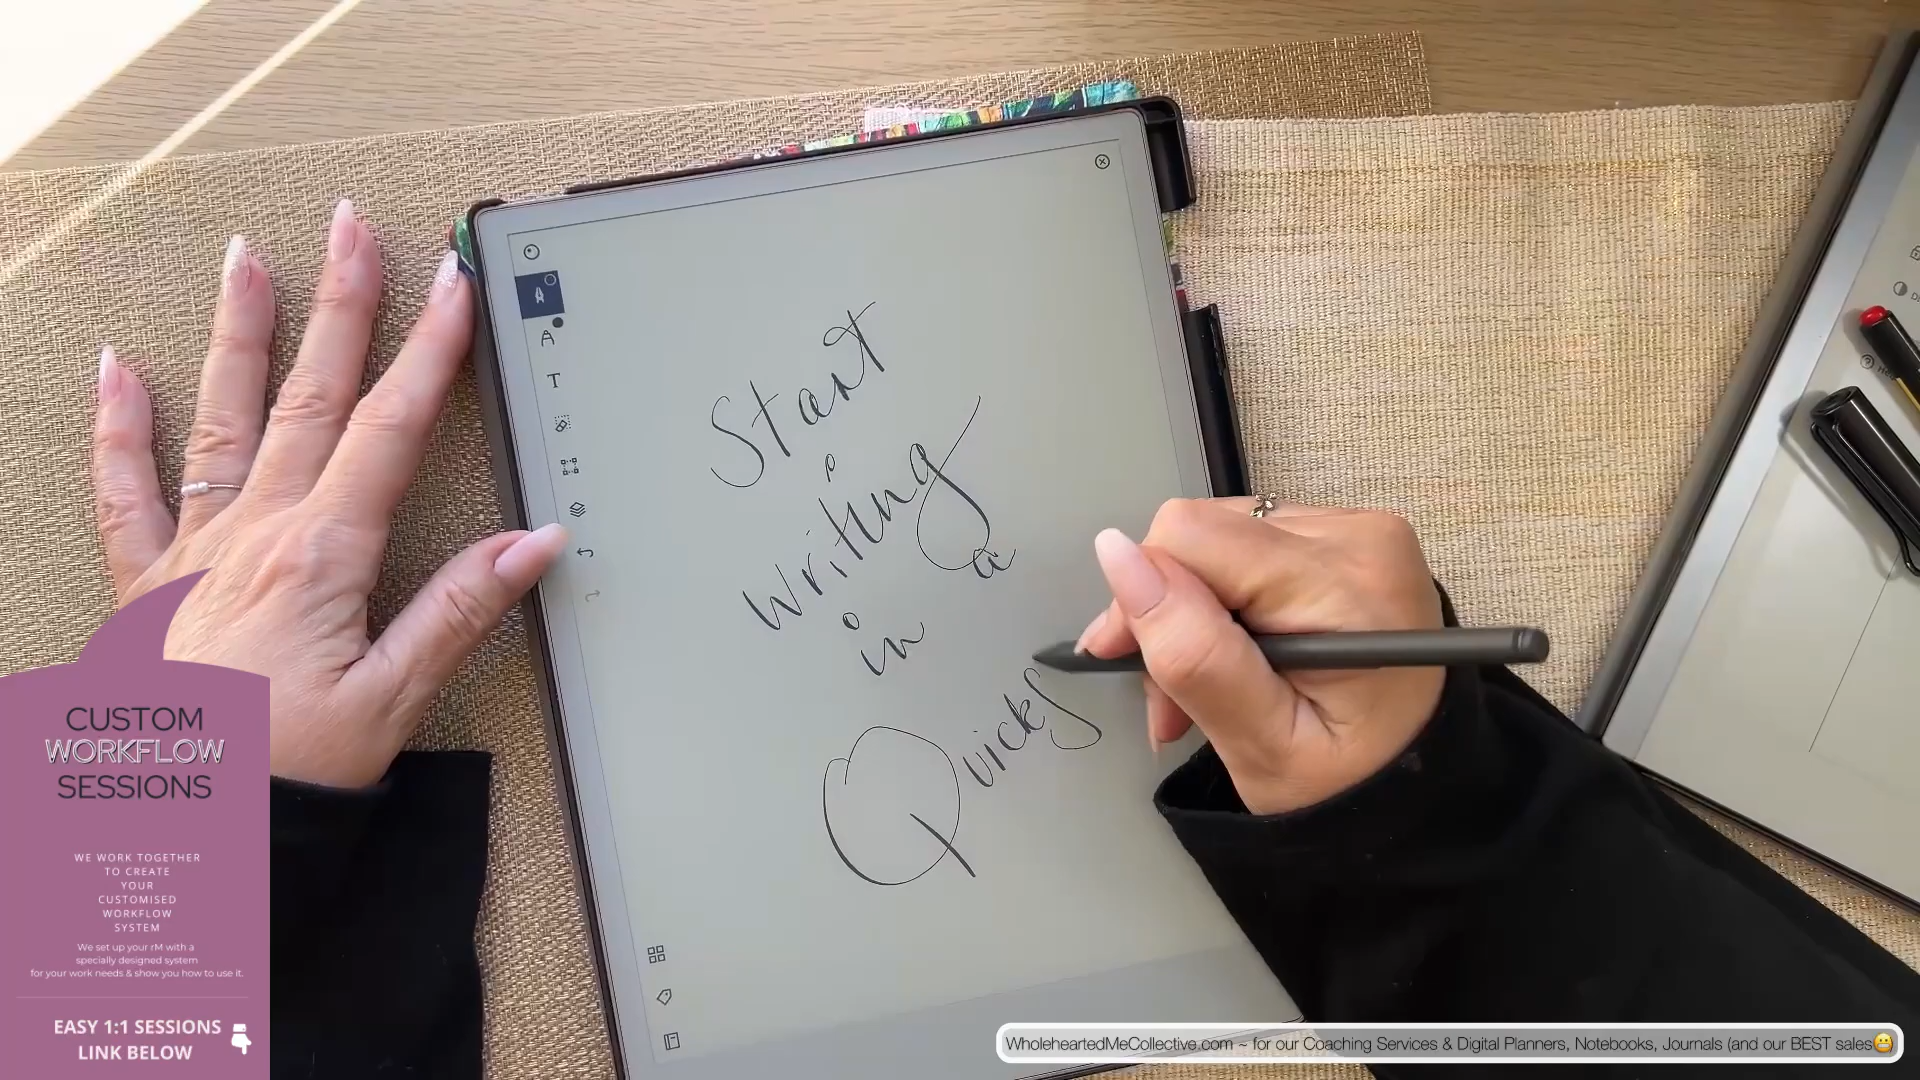 Start
writing
in a
Quicks
T
CUSTOM
WORKFLOW
SESSIONS
WE WORK TOGETHER
TO CREATE
YOUR
CUSTOMISED
WORKFLOW
SYSTEM
We set up your rM with a
specially designed system
for your work needs & show you how to use it.
EASY 1:1 SESSIONS
LINK BELOW
WholeheartedMeCollective.com ~ for our Coaching Services & Digital Planners, Notebooks, Journals (and our BEST sales😬